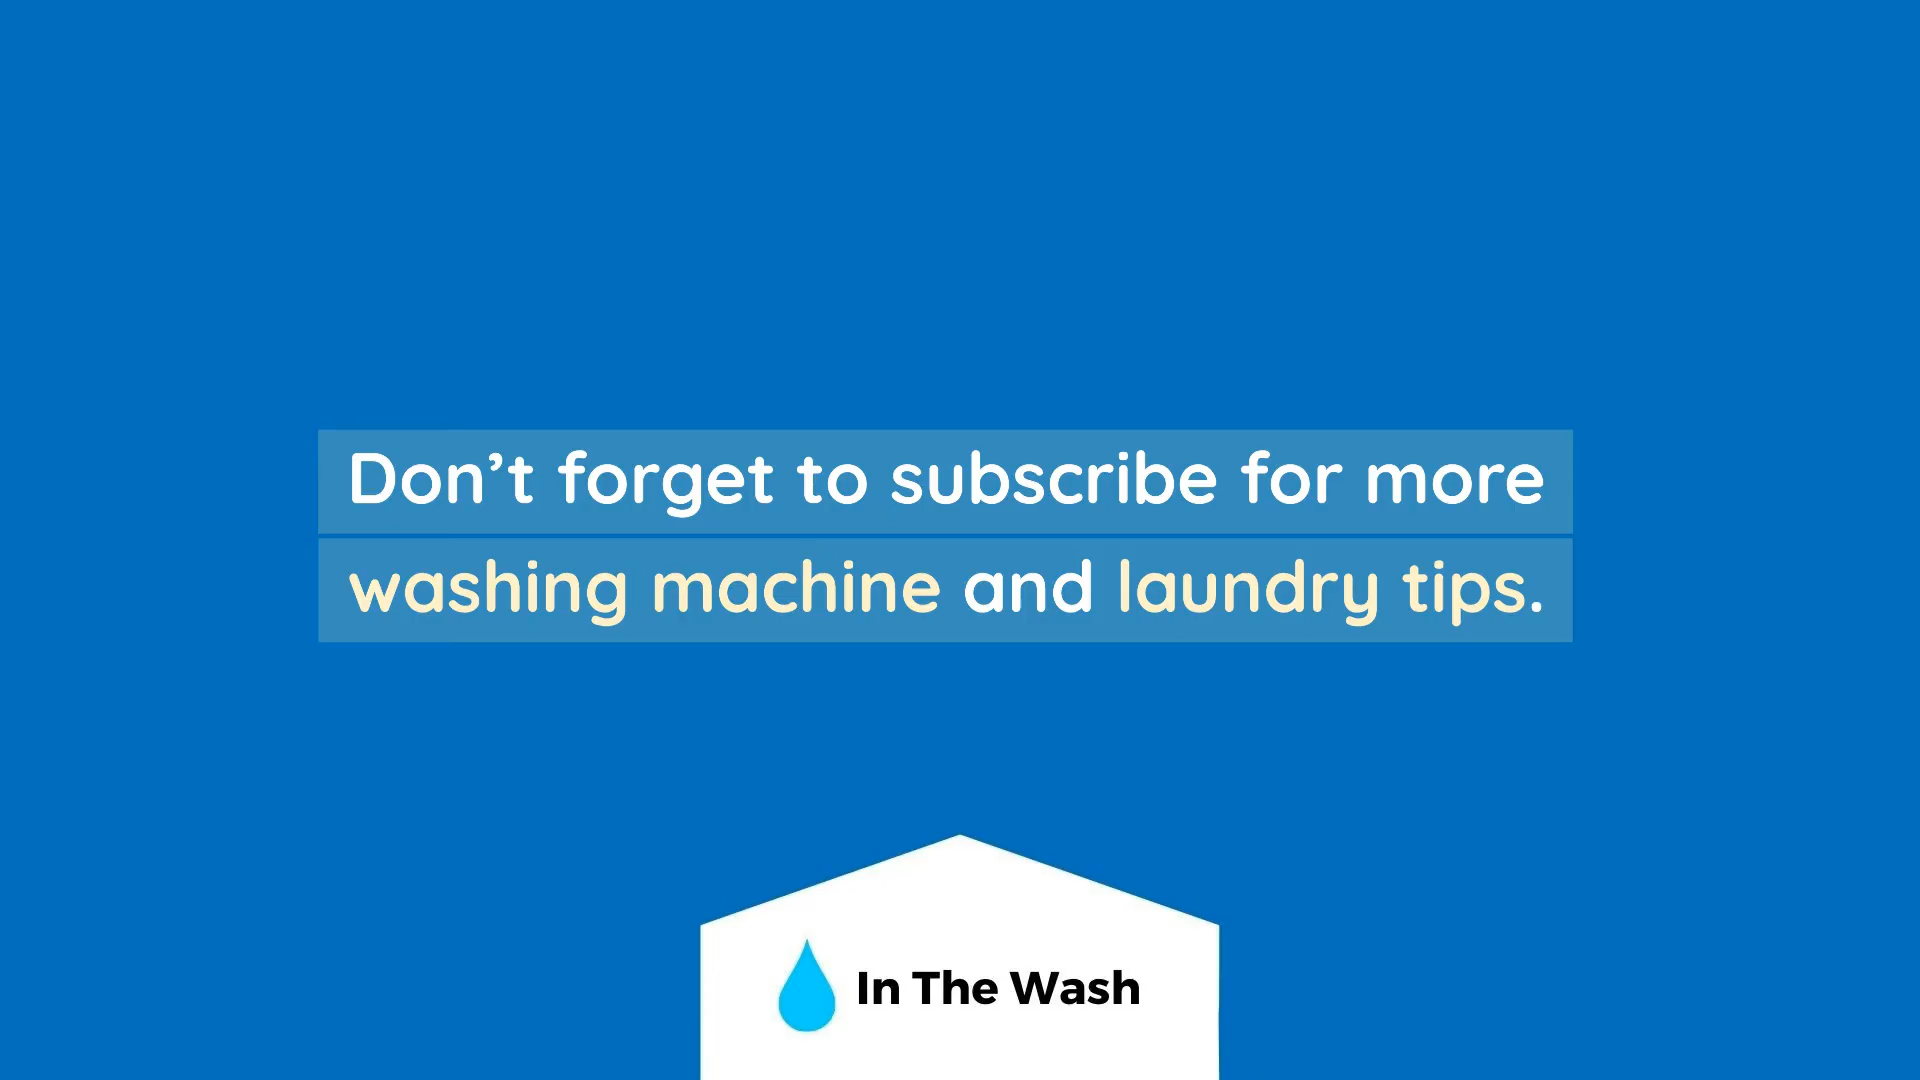 Don’t forget to subscribe for more
washing machine and laundry tips.
In The Wash